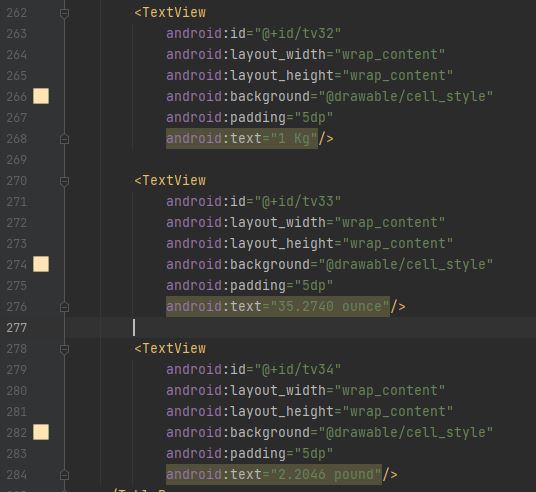 262 <TextView
263 android:id="@+id/tv32"
264 android:layout_width="wrap_content"
265 android:layout_height="wrap_content"
266 android:background="@drawable/cell_style"
267 android:padding="5dp"
268 android:text="1 Kg"/>
269
270 <TextView
271 android:id="@+id/tv33"
272 android:layout_width="wrap_content"
273 android:layout_height="wrap_content"
274 android:background="@drawable/cell_style"
275 android:padding="5dp"
276 android:text="35.2740 ounce"/>
277
278 <TextView
279 android:id="@+id/tv34"
280 android:layout_width="wrap_content"
281 android:layout_height="wrap_content"
282 android:background="@drawable/cell_style"
283 android:padding="5dp"
284 android:text="2.2046 pound"/>